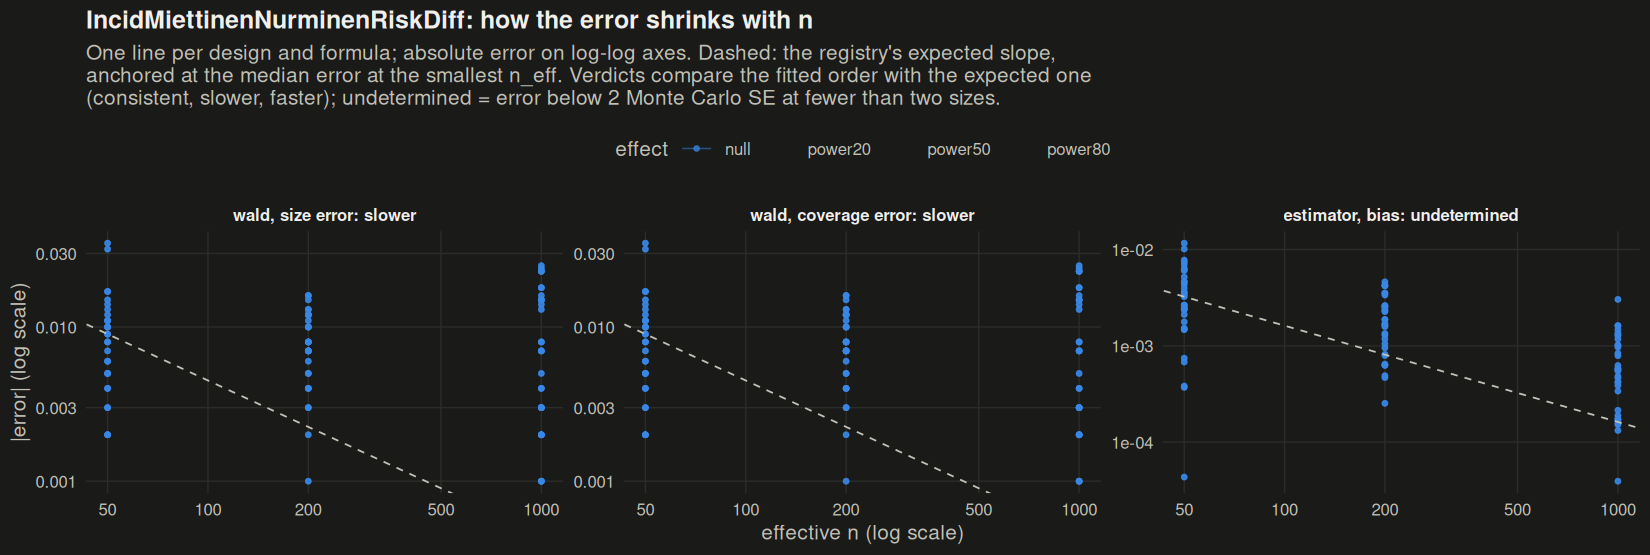 IncidMiettinenNurminenRiskDiff: how the error shrinks with n
One line per design and formula; absolute error on log-log axes. Dashed: the registry's expected slope,
anchored at the median error at the smallest n_eff. Verdicts compare the fitted order with the expected one
(consistent, slower, faster); undetermined = error below 2 Monte Carlo SE at fewer than two sizes.
effect null power20 power50 power80
wald, size error: slower
wald, coverage error: slower
estimator, bias: undetermined
|error| (log scale)
0.030
0.010
0.003
0.001
50 100 200 500 1000
0.030
0.010
0.003
0.001
50 100 200 500 1000
1e-02
1e-03
1e-04
50 100 200 500 1000
effective n (log scale)